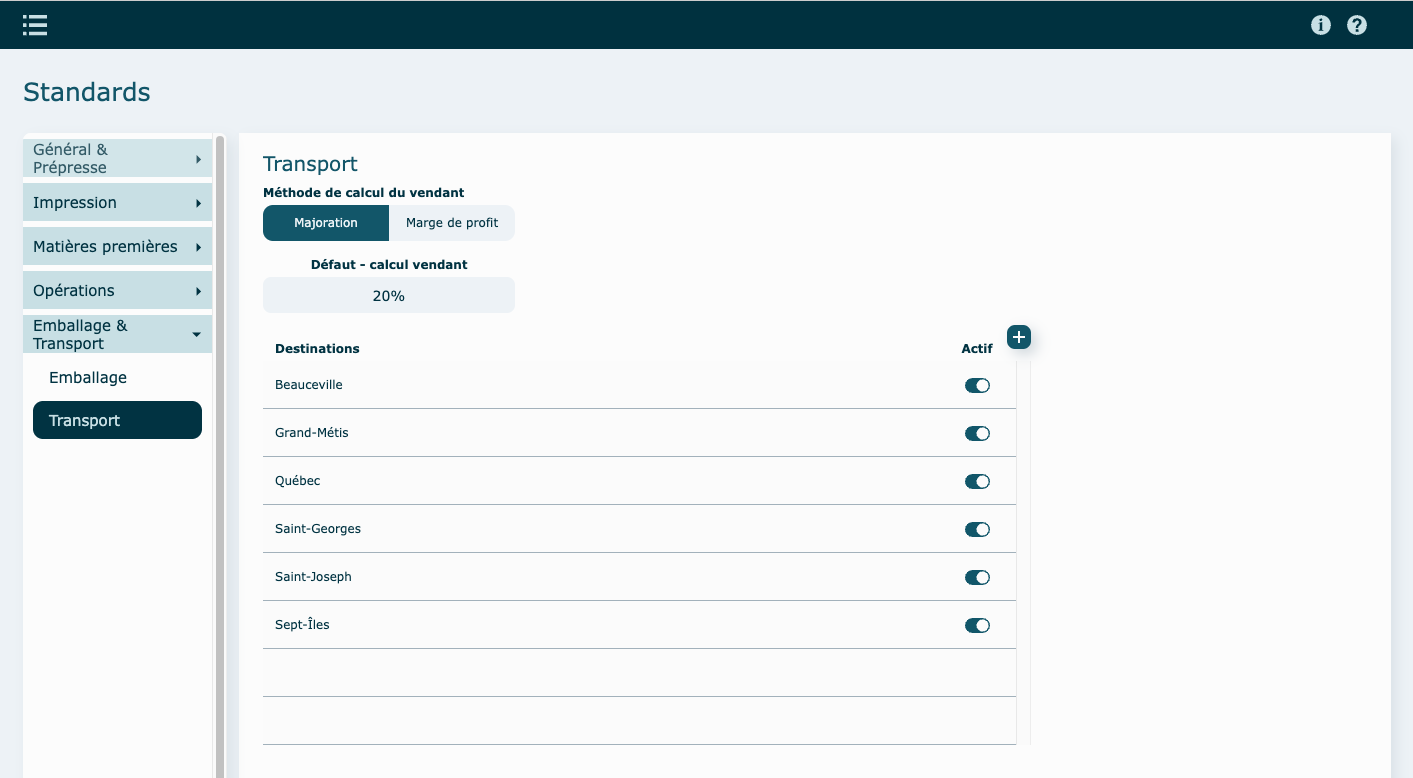 Standards
Général &
Prépresse
Impression
Matières premières
Opérations
Emballage &
Transport
Emballage
Transport
Transport
Méthode de calcul du vendant
Majoration
Marge de profit
Défaut - calcul vendant
20%
Destinations
Actif
Beauceville
Grand-Métis
Québec
Saint-Georges
Saint-Joseph
Sept-Îles